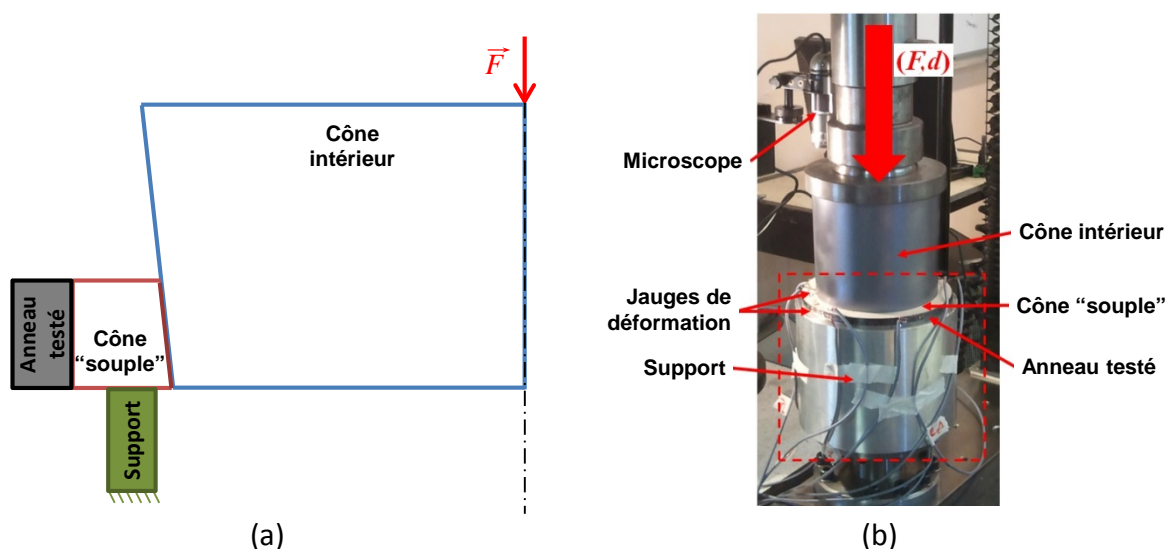 F
Cône
intérieur
Anneau
testé
Cône
“souple”
Support
(a)
(F,d)
Microscope
Cône intérieur
Jauges de
déformation
Cône “souple”
Support
Anneau testé
(b)